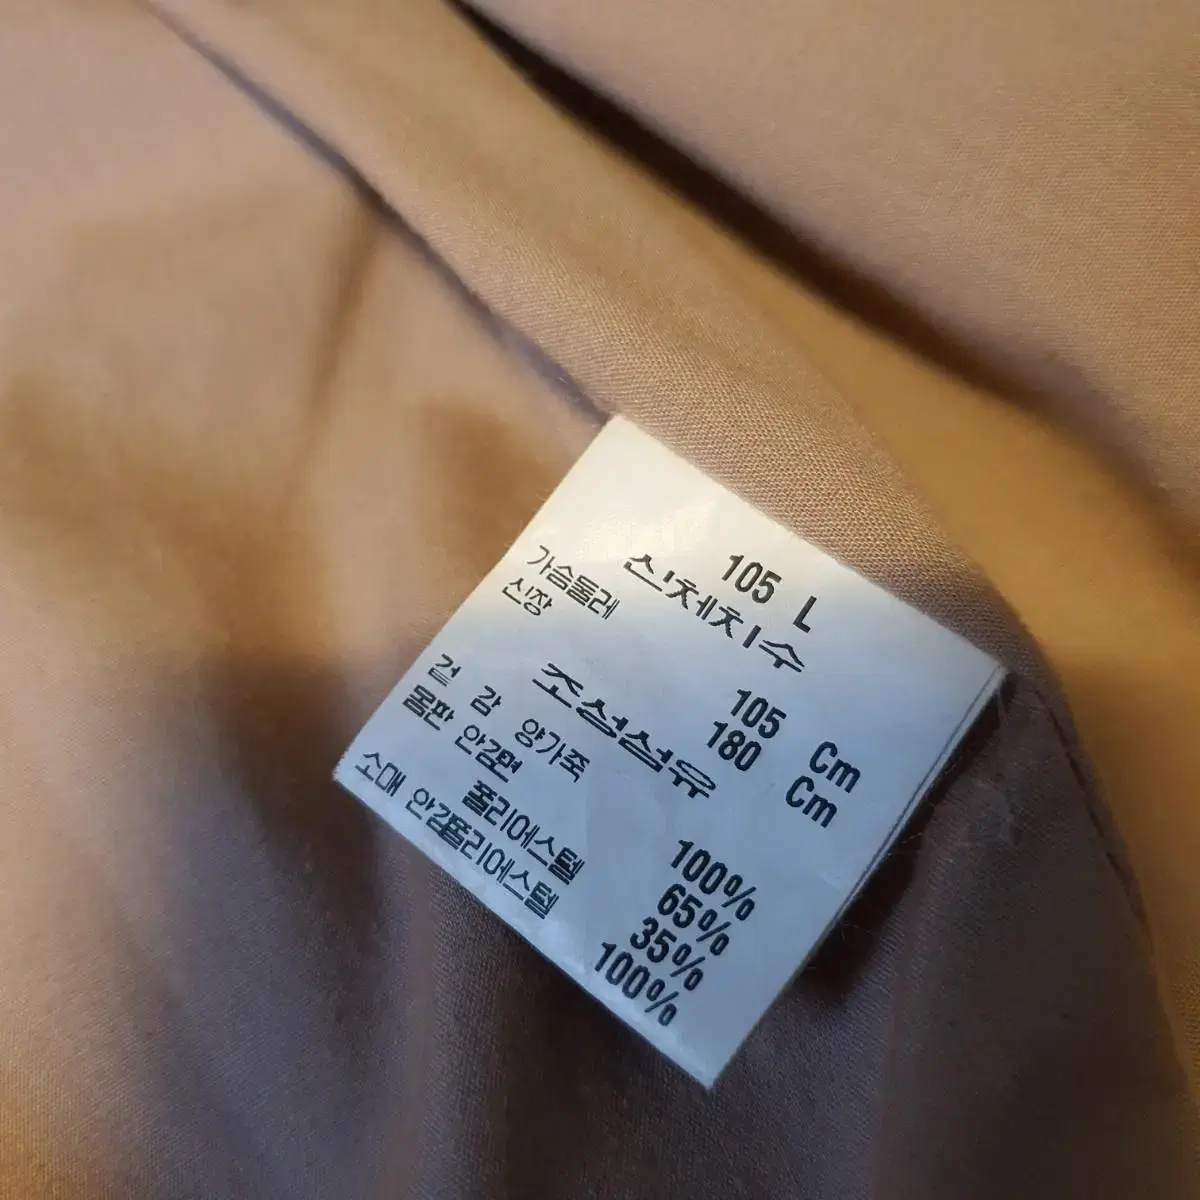 105 L
신체치수
가슴둘레 105 Cm
신장 180 Cm
조성섬유
겉 감 양가죽 100%
몸판 안감면 65%
폴리에스텔 35%
소매 안감폴리에스텔 100%